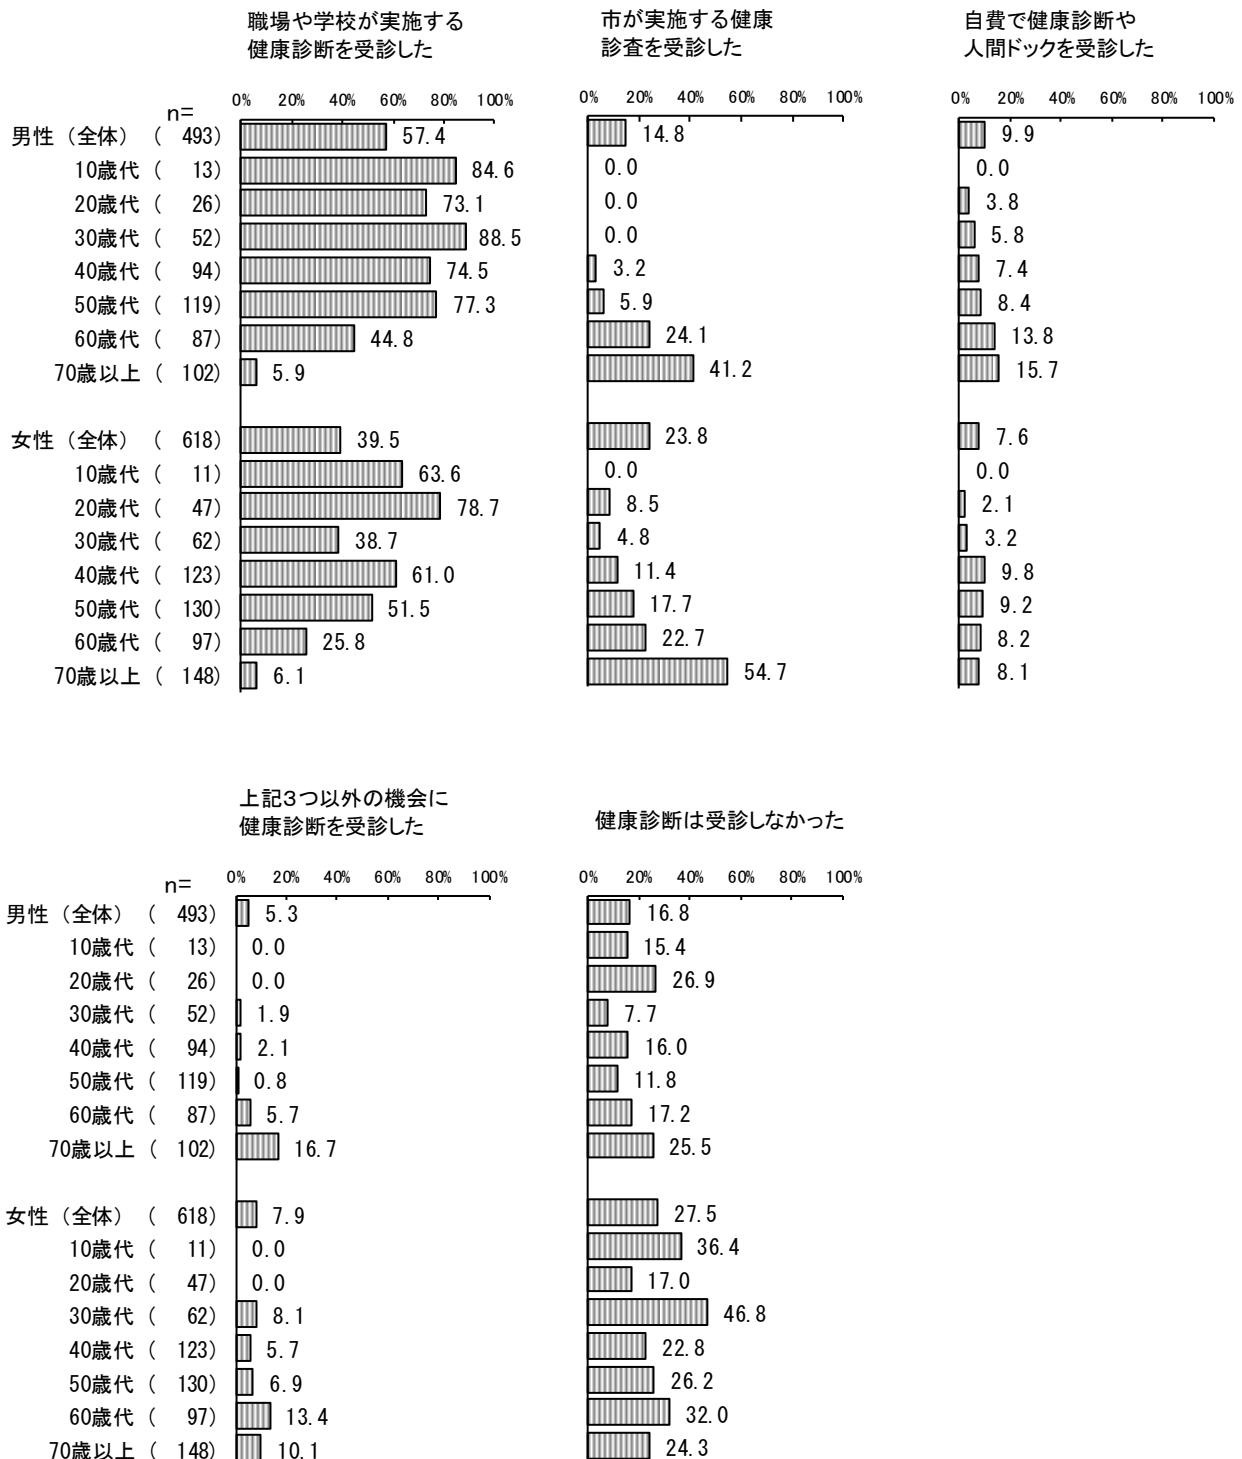 職場や学校が実施する
健康診断を受診した
市が実施する健康
診査を受診した
自費で健康診断や
人間ドックを受診した
n=
0% 20% 40% 60% 80% 100%
0% 20% 40% 60% 80% 100%
0% 20% 40% 60% 80% 100%
男性（全体）（ 493） 57.4 14.8 9.9
10歳代（ 13） 84.6 0.0 0.0
20歳代（ 26） 73.1 0.0 3.8
30歳代（ 52） 88.5 0.0 5.8
40歳代（ 94） 74.5 3.2 7.4
50歳代（ 119） 77.3 5.9 8.4
60歳代（ 87） 44.8 24.1 13.8
70歳以上（ 102） 5.9 41.2 15.7
女性（全体）（ 618） 39.5 23.8 7.6
10歳代（ 11） 63.6 0.0 0.0
20歳代（ 47） 78.7 8.5 2.1
30歳代（ 62） 38.7 4.8 3.2
40歳代（ 123） 61.0 11.4 9.8
50歳代（ 130） 51.5 17.7 9.2
60歳代（ 97） 25.8 22.7 8.2
70歳以上（ 148） 6.1 54.7 8.1
上記３つ以外の機会に
健康診断を受診した
健康診断は受診しなかった
n=
0% 20% 40% 60% 80% 100%
0% 20% 40% 60% 80% 100%
男性（全体）（ 493） 5.3 16.8
10歳代（ 13） 0.0 15.4
20歳代（ 26） 0.0 26.9
30歳代（ 52） 1.9 7.7
40歳代（ 94） 2.1 16.0
50歳代（ 119） 0.8 11.8
60歳代（ 87） 5.7 17.2
70歳以上（ 102） 16.7 25.5
女性（全体）（ 618） 7.9 27.5
10歳代（ 11） 0.0 36.4
20歳代（ 47） 0.0 17.0
30歳代（ 62） 8.1 46.8
40歳代（ 123） 5.7 22.8
50歳代（ 130） 6.9 26.2
60歳代（ 97） 13.4 32.0
70歳以上（ 148） 10.1 24.3